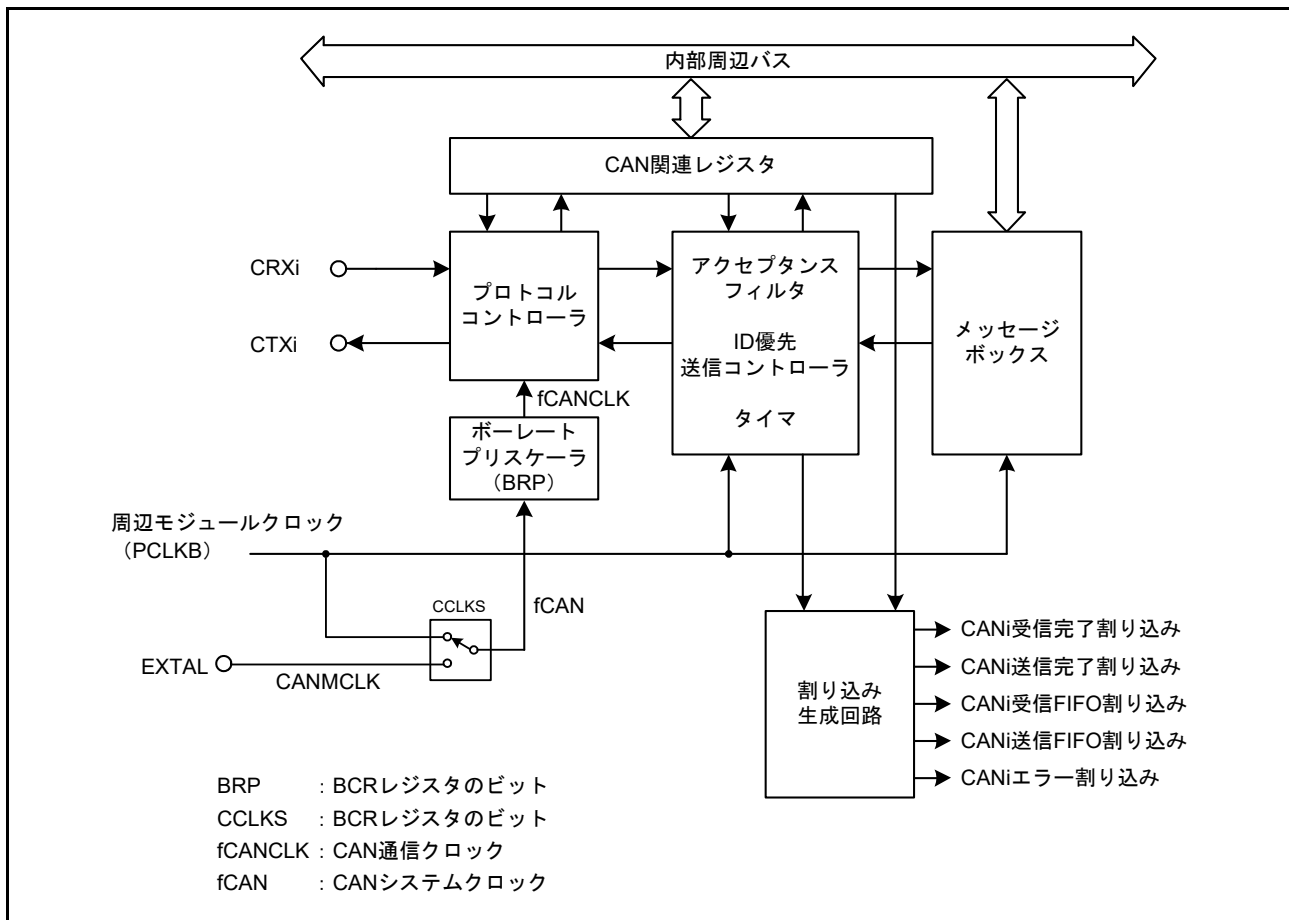 内部周辺バス
CAN関連レジスタ
CRXi
CTXi
プロトコル
コントローラ
アクセプタンス
フィルタ
ID優先
送信コントローラ
タイマ
メッセージ
ボックス
fCANCLK
ボーレート
プリスケーラ
（BRP）
周辺モジュールクロック
（PCLKB）
CCLKS
fCAN
EXTAL
CANMCLK
割り込み
生成回路
CANi受信完了割り込み
CANi送信完了割り込み
CANi受信FIFO割り込み
CANi送信FIFO割り込み
CANiエラー割り込み
BRP : BCRレジスタのビット
CCLKS : BCRレジスタのビット
fCANCLK : CAN通信クロック
fCAN : CANシステムクロック